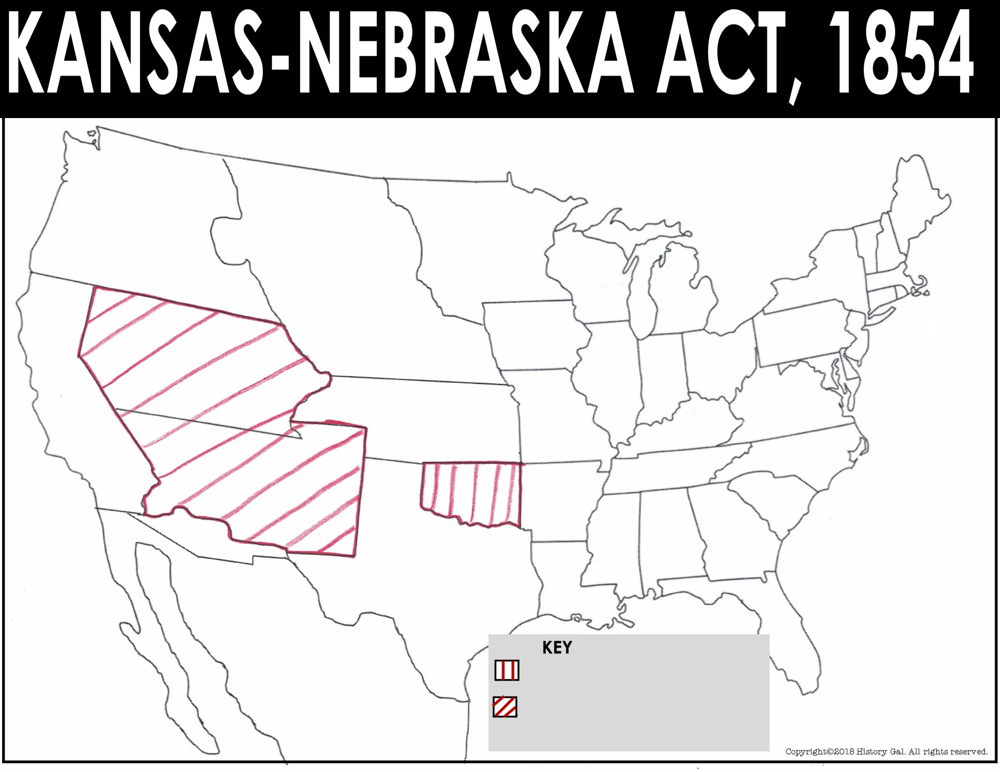 KANSAS-NEBRASKA ACT, 1854
KEY
Copyright©2018 History Gal. All rights reserved.